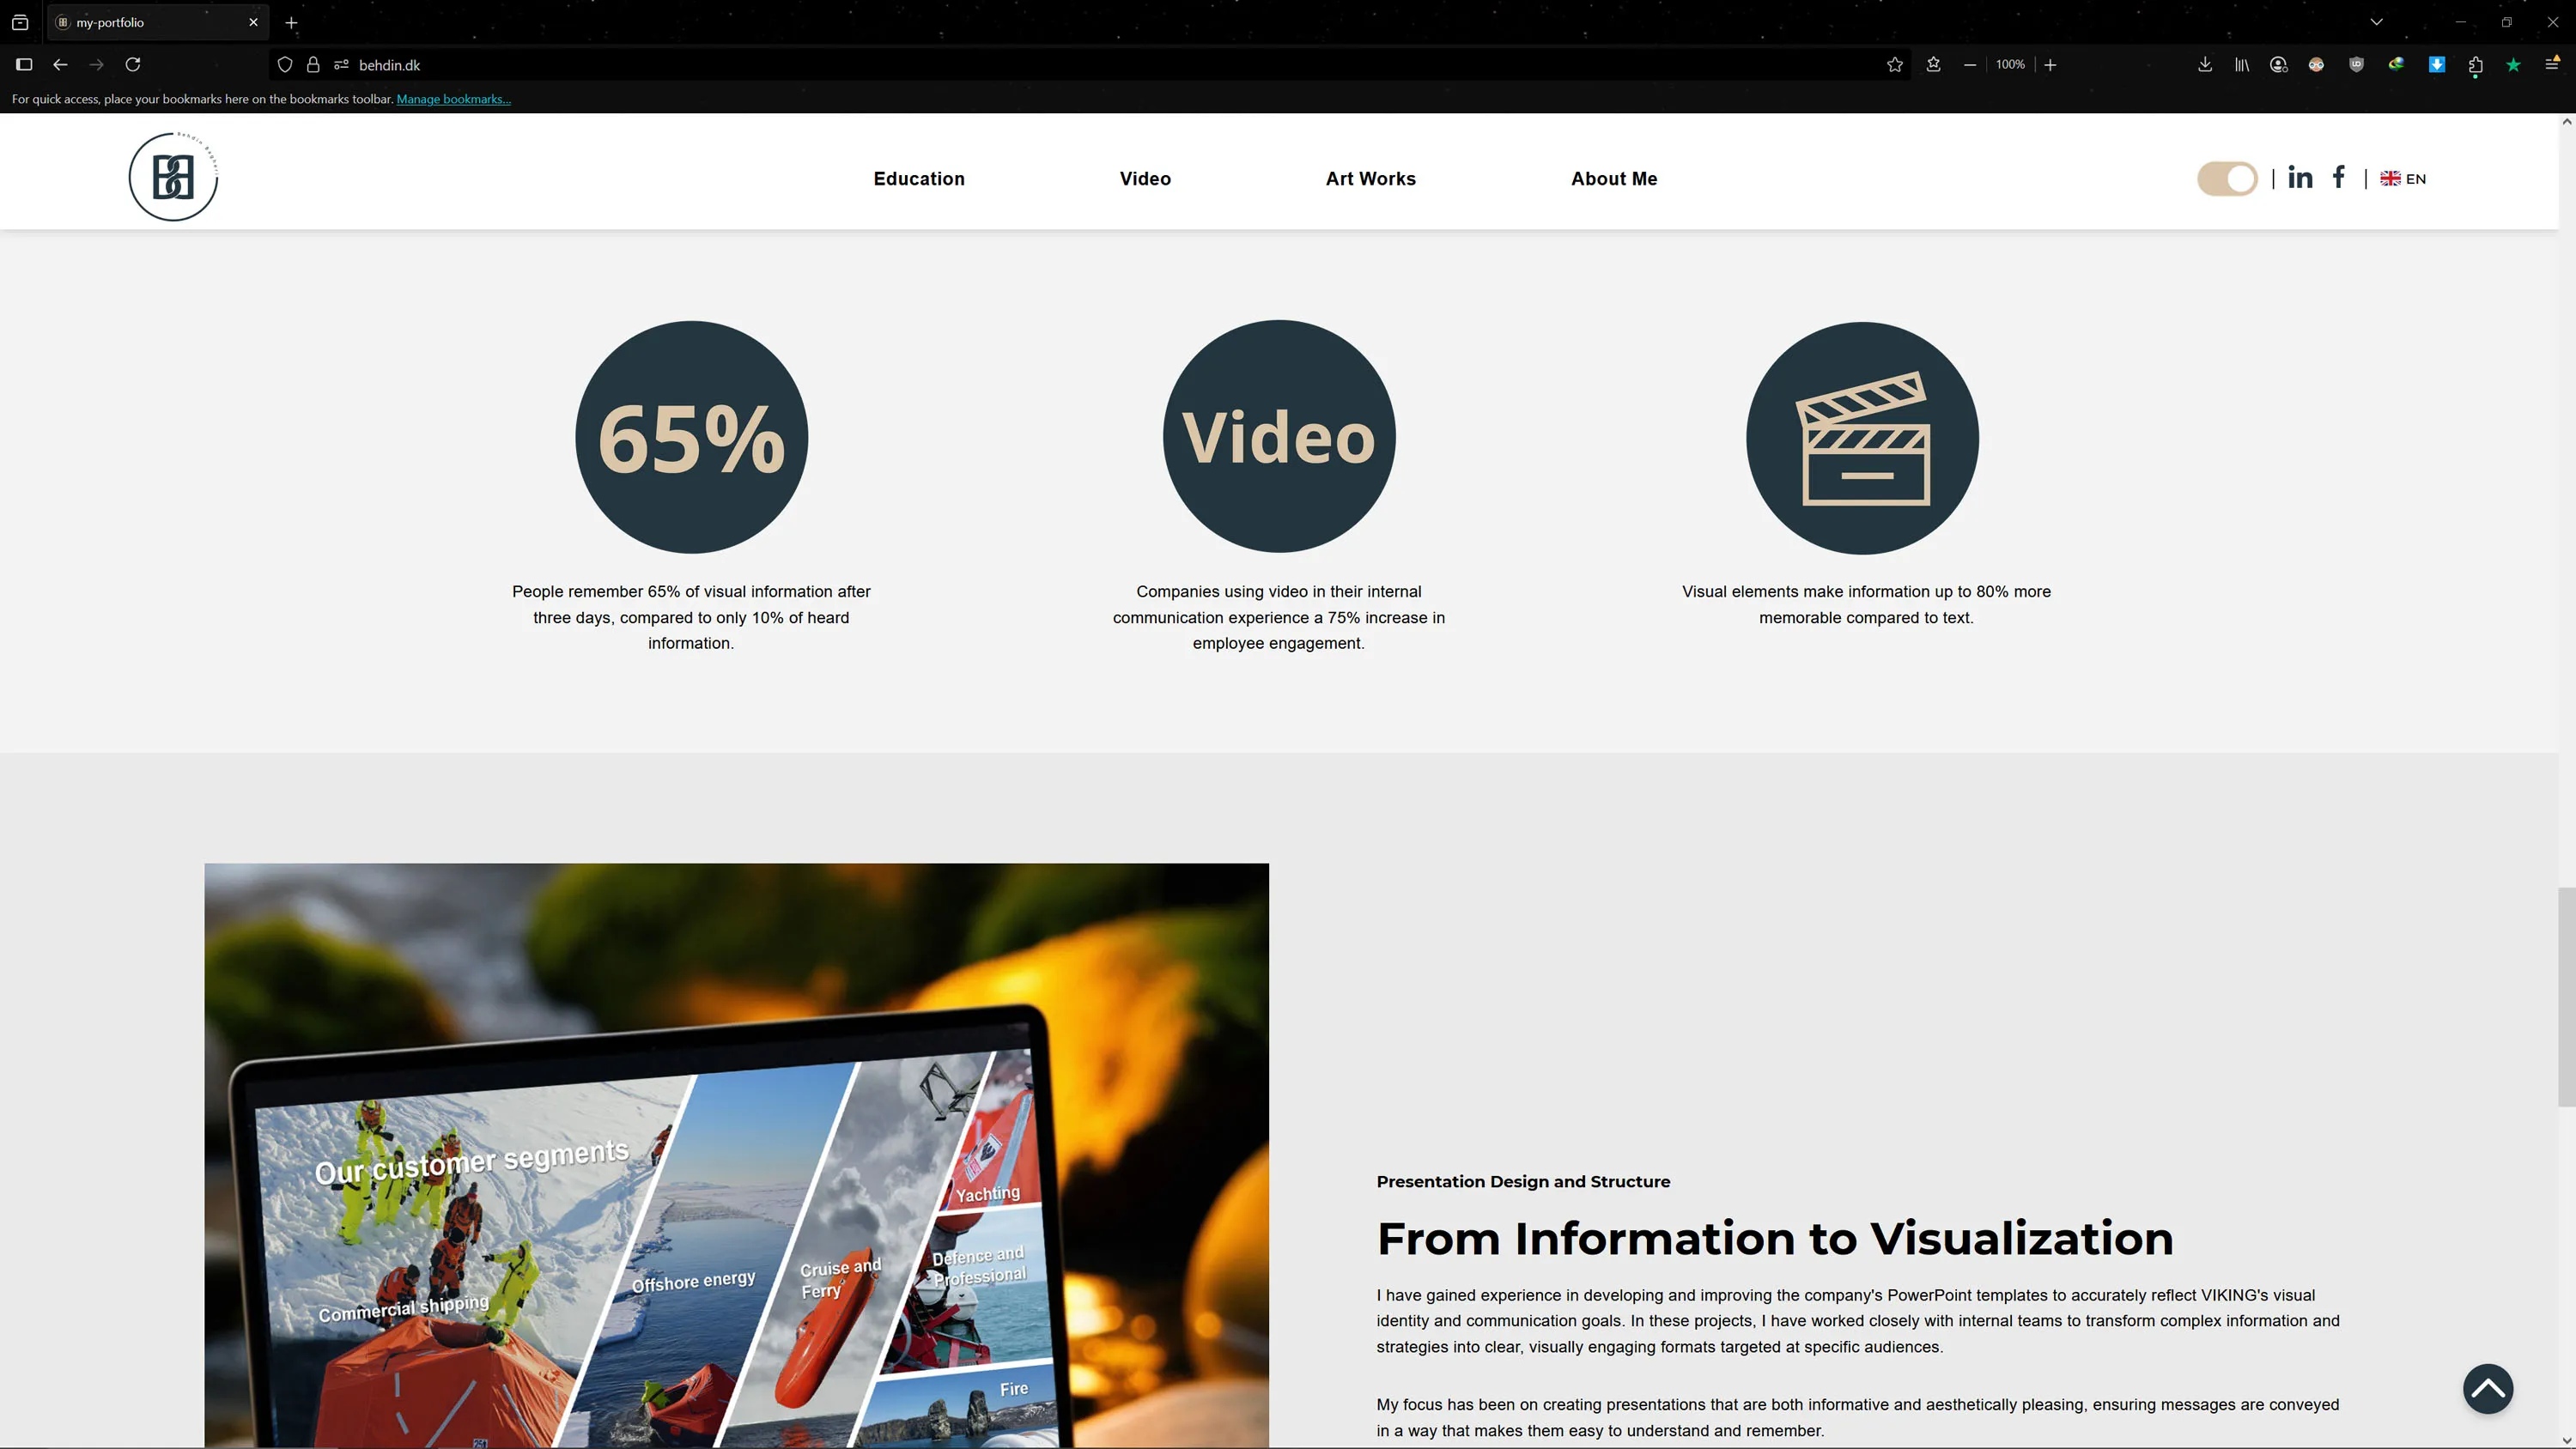 my-portfolio
behdin.dk
100%
For quick access, place your bookmarks here on the bookmarks toolbar. Manage bookmarks...
Education
Video
Art Works
About Me
EN
65%
Video
People remember 65% of visual information after
three days, compared to only 10% of heard
information.
Companies using video in their internal
communication experience a 75% increase in
employee engagement.
Visual elements make information up to 80% more
memorable compared to text.
Our customer segments
Commercial shipping
Offshore energy
Cruise and
Ferry
Yachting
Defence and
Professional
Fire
Presentation Design and Structure
From Information to Visualization
I have gained experience in developing and improving the company's PowerPoint templates to accurately reflect VIKING's visual
identity and communication goals. In these projects, I have worked closely with internal teams to transform complex information and
strategies into clear, visually engaging formats targeted at specific audiences.
My focus has been on creating presentations that are both informative and aesthetically pleasing, ensuring messages are conveyed
in a way that makes them easy to understand and remember.